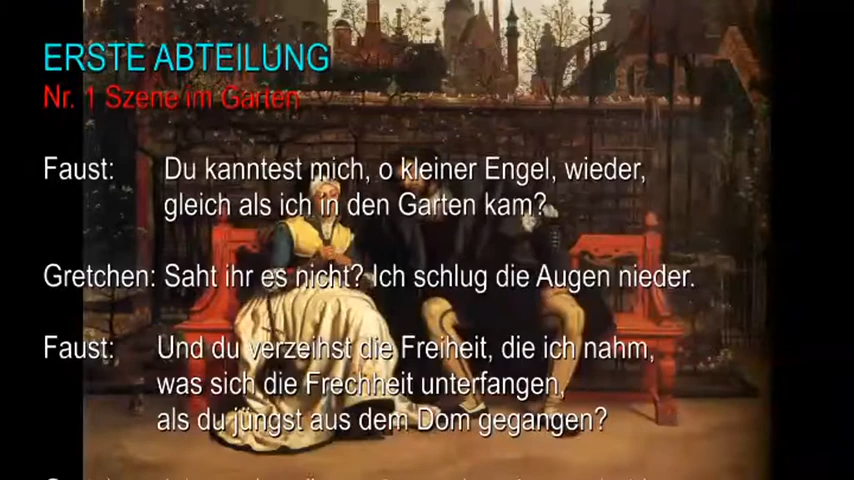 ERSTE ABTEILUNG
Nr. 1 Szene im Garten
Faust: Du kanntest mich, o kleiner Engel, wieder,
gleich als ich in den Garten kam?
Gretchen: Saht ihr es nicht? Ich schlug die Augen nieder.
Faust: Und du verzeihst die Freiheit, die ich nahm,
was sich die Frechheit unterfangen,
als du jüngst aus dem Dom gegangen?